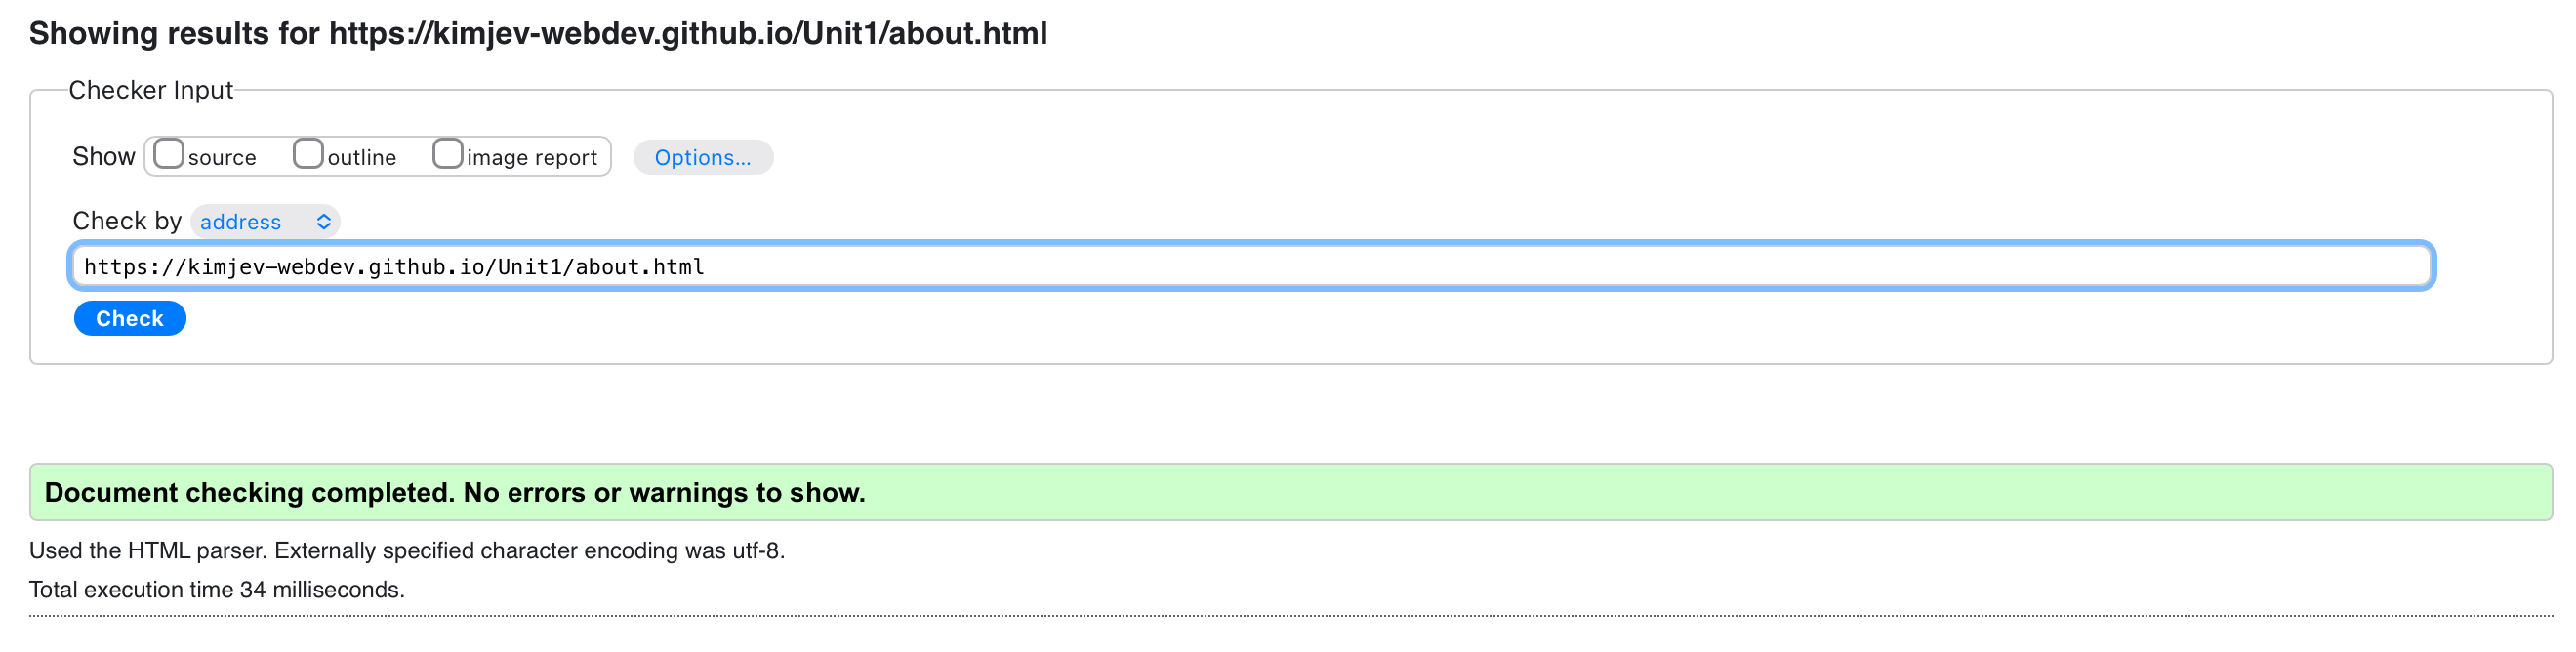 Showing results for https://kimjev-webdev.github.io/Unit1/about.html
Checker Input
Show source outline image report Options...
Check by address
https://kimjev-webdev.github.io/Unit1/about.html
Check
Document checking completed. No errors or warnings to show.
Used the HTML parser. Externally specified character encoding was utf-8.
Total execution time 34 milliseconds.